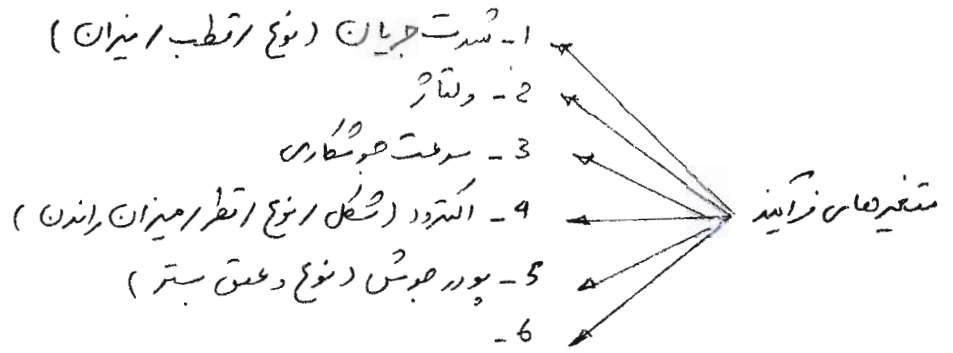 متغیرهای فرآیند
1- شدت جریان (نوع / قطب / میزان)
2- ولتاژ
3- سرعت جوشکاری
4- الکترود (شکل / نوع / قطر / میزان راندن)
5- پودر جوش (نوع و عمق بستر)
6-